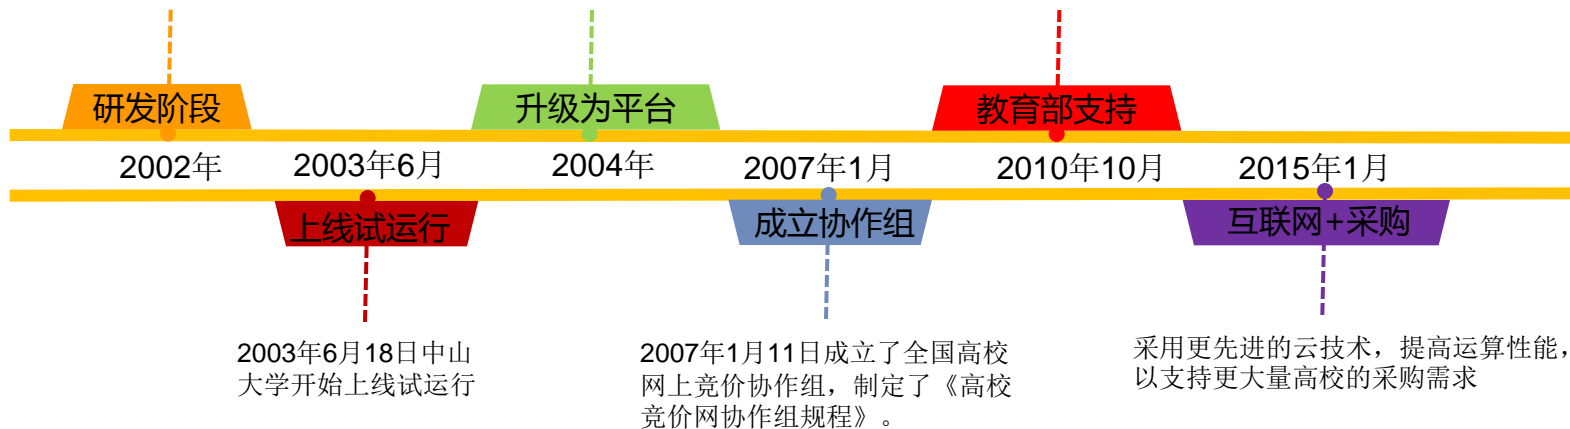 研发阶段
升级为平台
教育部支持
2002年
2003年6月
2004年
2007年1月
2010年10月
2015年1月
上线试运行
成立协作组
互联网+采购
2003年6月18日中山
大学开始上线试运行
2007年1月11日成立了全国高校
网上竞价协作组，制定了《高校
竞价网协作组规程》。
采用更先进的云技术，提高运算性能，
以支持更大量高校的采购需求